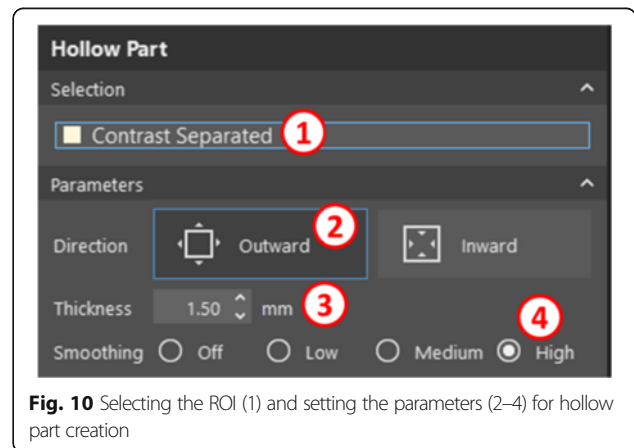 Hollow Part
Selection
Contrast Separated 1
Parameters
Direction Outward 2 Inward
Thickness 1.50 mm 3
4
Smoothing Off Low Medium High
Fig. 10 Selecting the ROI (1) and setting the parameters (2–4) for hollow
part creation